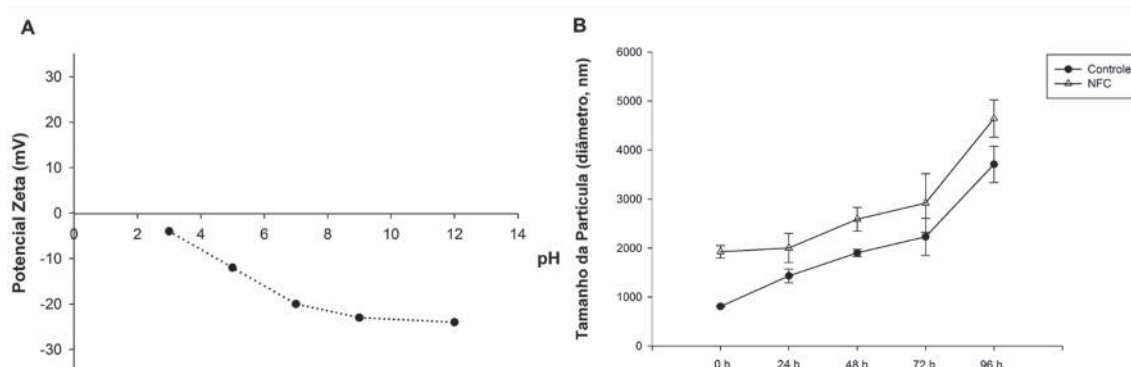 A
Potencial Zeta (mV)
30
20
10
0
-10
-20
-30
0 2 4 6 8 10 12 14
pH
B
Tamanho da Partícula (diâmetro, nm)
6000
5000
4000
3000
2000
1000
0
0 h 24 h 48 h 72 h 96 h
Controle
NFC